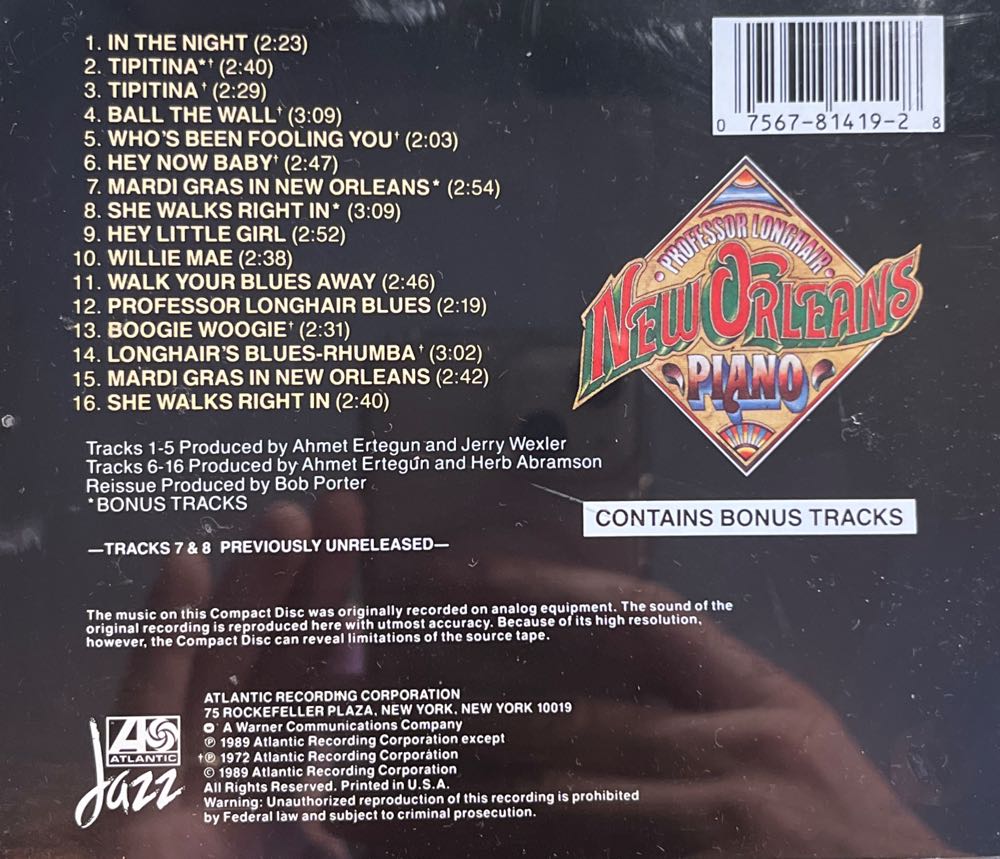 1. IN THE NIGHT (2:23)
2. TIPITINA*† (2:40)
3. TIPITINA† (2:29)
4. BALL THE WALL† (3:09)
5. WHO'S BEEN FOOLING YOU† (2:03)
6. HEY NOW BABY† (2:47)
7. MARDI GRAS IN NEW ORLEANS* (2:54)
8. SHE WALKS RIGHT IN* (3:09)
9. HEY LITTLE GIRL (2:52)
10. WILLIE MAE (2:38)
11. WALK YOUR BLUES AWAY (2:46)
12. PROFESSOR LONGHAIR BLUES (2:19)
13. BOOGIE WOOGIE† (2:31)
14. LONGHAIR'S BLUES-RHUMBA† (3:02)
15. MARDI GRAS IN NEW ORLEANS (2:42)
16. SHE WALKS RIGHT IN (2:40)
Tracks 1-5 Produced by Ahmet Ertegun and Jerry Wexler
Tracks 6-16 Produced by Ahmet Ertegun and Herb Abramson
Reissue Produced by Bob Porter
*BONUS TRACKS
—TRACKS 7 & 8 PREVIOUSLY UNRELEASED—
0 7567-81419-2 8
• PROFESSOR LONGHAIR •
NEW ORLEANS
PIANO
CONTAINS BONUS TRACKS
The music on this Compact Disc was originally recorded on analog equipment. The sound of the
original recording is reproduced here with utmost accuracy. Because of its high resolution,
however, the Compact Disc can reveal limitations of the source tape.
ATLANTIC
Jazz
ATLANTIC RECORDING CORPORATION
75 ROCKEFELLER PLAZA, NEW YORK, NEW YORK 10019
A Warner Communications Company
℗ 1989 Atlantic Recording Corporation except
†℗ 1972 Atlantic Recording Corporation
© 1989 Atlantic Recording Corporation
All Rights Reserved. Printed in U.S.A.
Warning: Unauthorized reproduction of this recording is prohibited
by Federal law and subject to criminal prosecution.